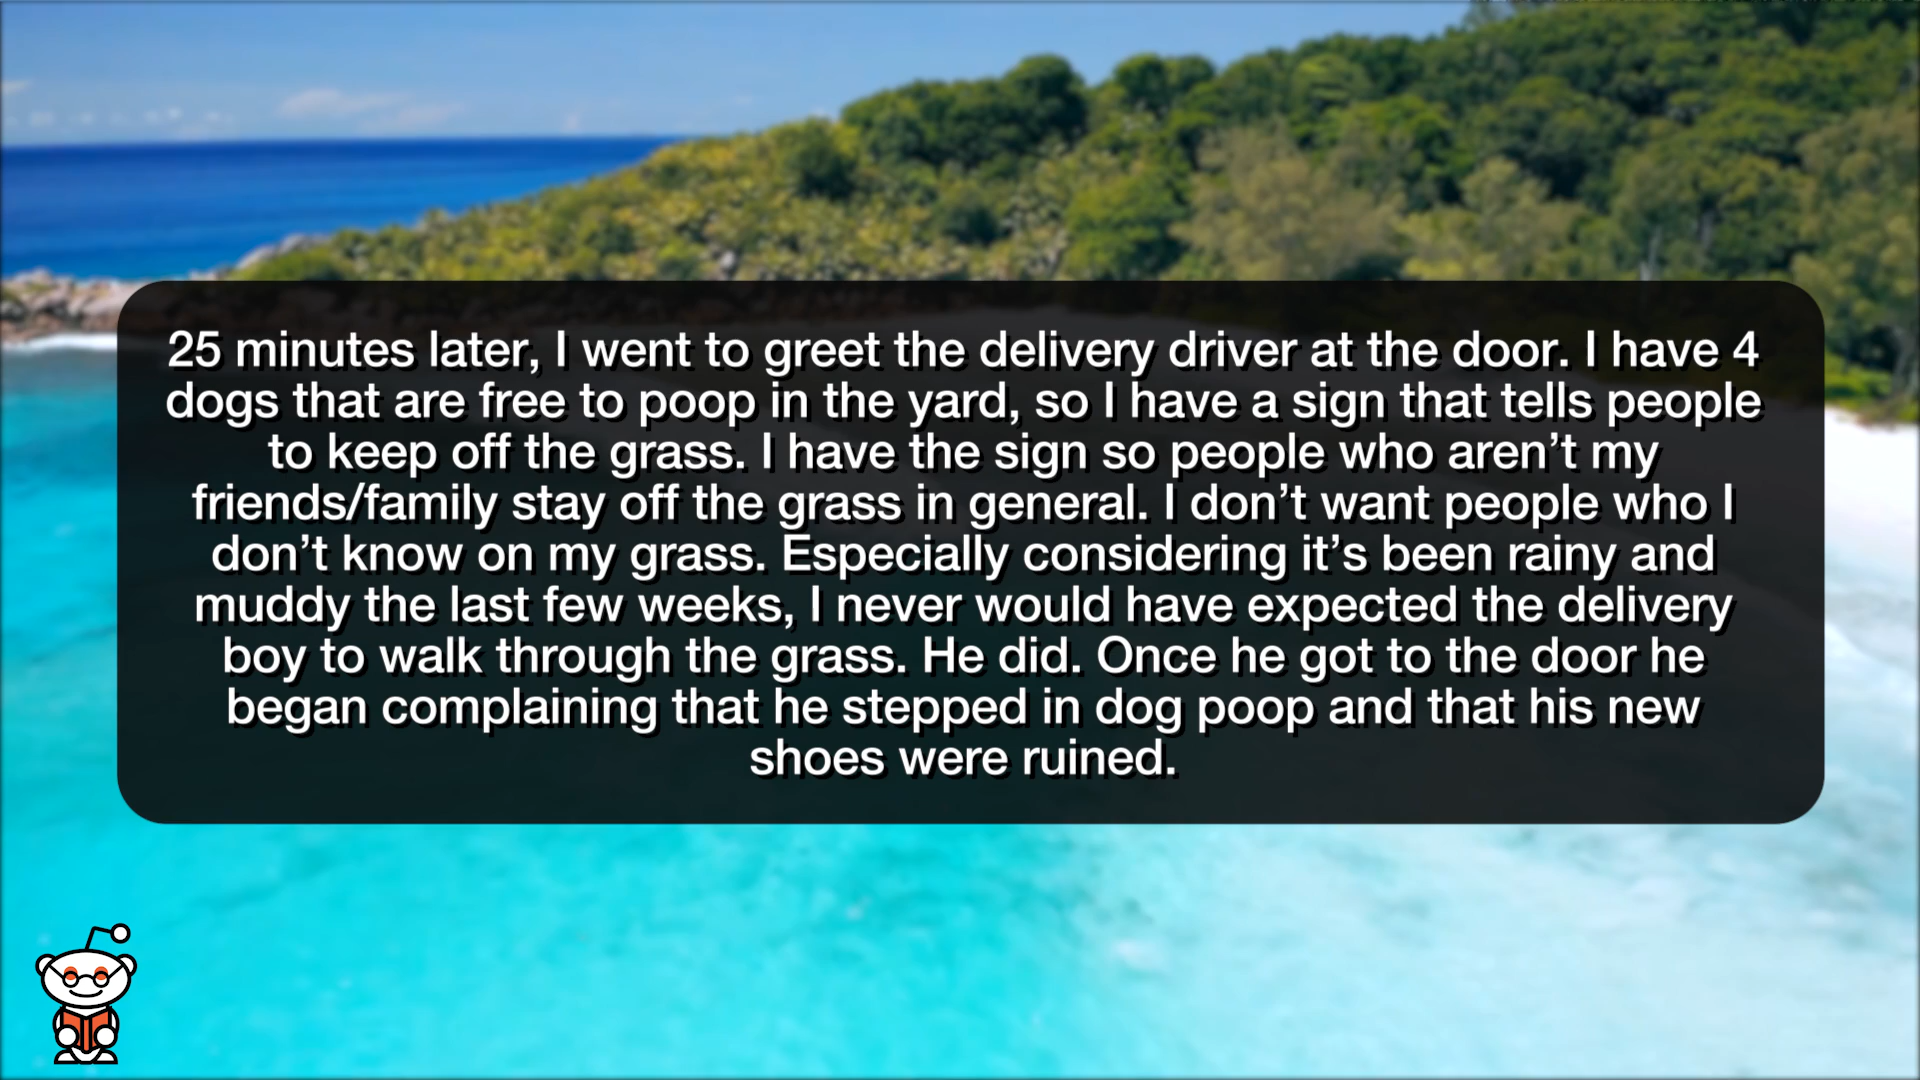 25 minutes later, I went to greet the delivery driver at the door. I have 4
dogs that are free to poop in the yard, so I have a sign that tells people
to keep off the grass. I have the sign so people who aren’t my
friends/family stay off the grass in general. I don’t want people who I
don’t know on my grass. Especially considering it’s been rainy and
muddy the last few weeks, I never would have expected the delivery
boy to walk through the grass. He did. Once he got to the door he
began complaining that he stepped in dog poop and that his new
shoes were ruined.